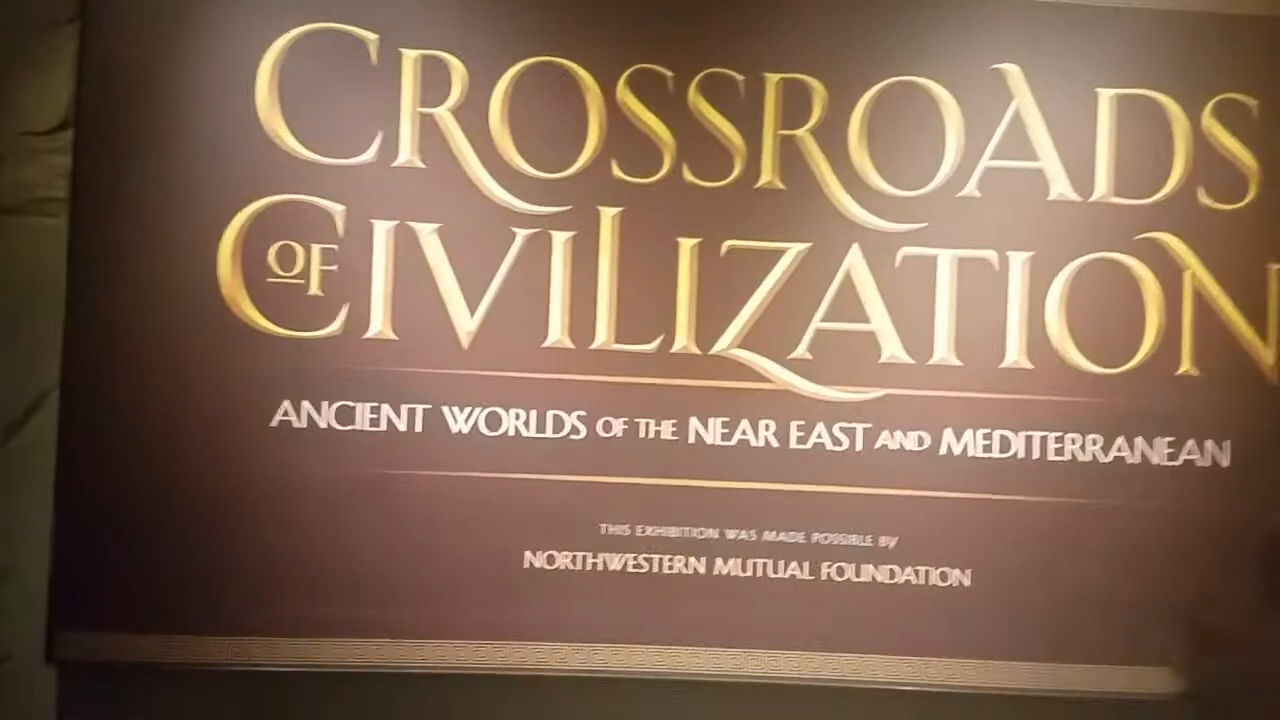 CROSSROADS
OF CIVILIZATION
ANCIENT WORLDS OF THE NEAR EAST AND MEDITERRANEAN
THIS EXHIBITION WAS MADE POSSIBLE BY
NORTHWESTERN MUTUAL FOUNDATION